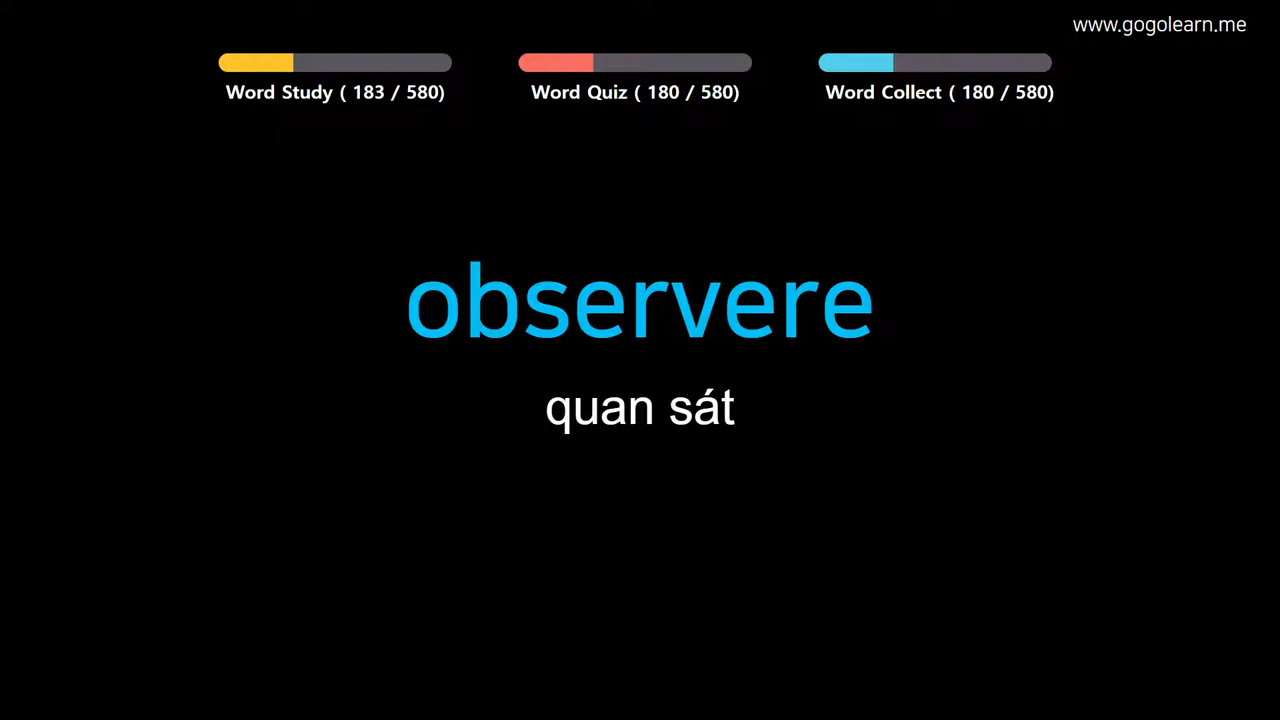 www.gogolearn.me
Word Study ( 183 / 580)
Word Quiz ( 180 / 580)
Word Collect ( 180 / 580)
observere
quan sát